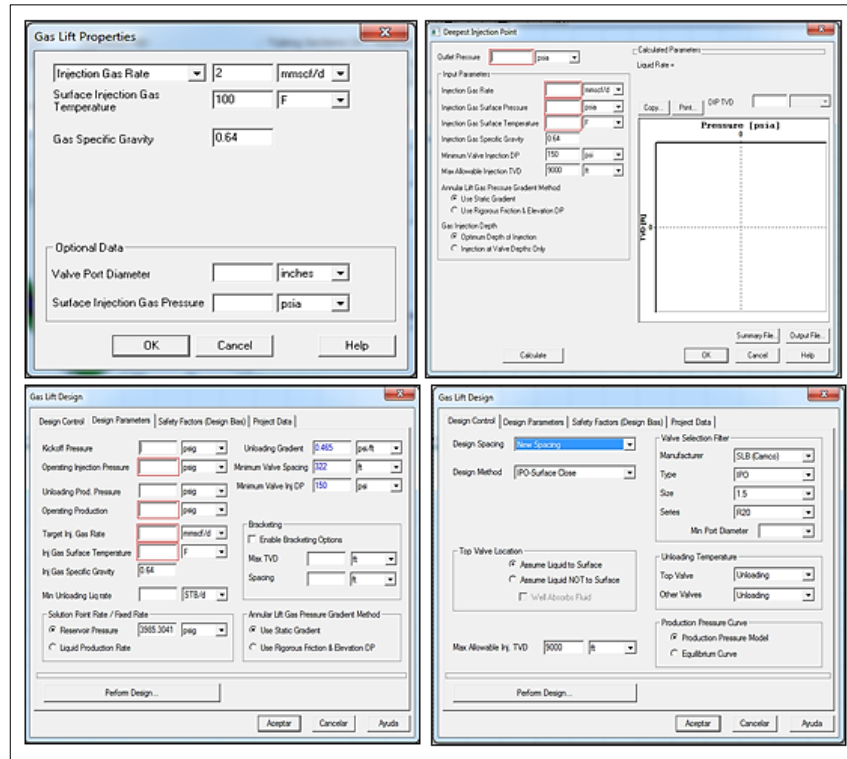 Gas Lift Properties
Injection Gas Rate 2 mmscf/d
Surface Injection Gas Temperature 100 F
Gas Specific Gravity 0.64
Optional Data
Valve Port Diameter inches
Surface Injection Gas Pressure psia
OK Cancel Help
Deepest Injection Point
Outlet Pressure psia
Input Parameters
Injection Gas Rate mmscf/d
Injection Gas Surface Pressure psia
Injection Gas Surface Temperature F
Injection Gas Specific Gravity 0.64
Minimum Valve Injection DP 150 psi
Max Allowable Injection TVD 9000 ft
Annular Lift Gas Pressure Gradient Method
Use Static Gradient
Use Rigorous Friction & Elevation DP
Gas Injection Depth
Optimum Depth of Injection
Injection at Valve Depths Only
Calculate
Calculated Parameters
Liquid Rate =
Copy... Print... DIP TVD
Pressure (psia)
0
TVD (ft)
0
Summary File... Output File...
OK Cancel Help
Gas Lift Design
Design Control Design Parameters Safety Factors (Design Bias) Project Data
Kickoff Pressure psig
Operating Injection Pressure psig
Unloading Prod. Pressure psig
Operating Production psig
Target Inj. Gas Rate mmscf/d
Inj Gas Surface Temperature F
Inj Gas Specific Gravity 0.64
Min Unloading Liq rate STB/d
Solution Point Rate / Fixed Rate
Reservoir Pressure 3985.3041 psig
Liquid Production Rate
Unloading Gradient 0.465 psi/ft
Minimum Valve Spacing 322 ft
Minimum Valve Inj DP 150 psi
Bracketing
Enable Bracketing Options
Max TVD ft
Spacing ft
Annular Lift Gas Pressure Gradient Method
Use Static Gradient
Use Rigorous Friction & Elevation DP
Perform Design...
Aceptar Cancelar Ayuda
Gas Lift Design
Design Control Design Parameters Safety Factors (Design Bias) Project Data
Design Spacing New Spacing
Design Method IPO-Surface Close
Top Valve Location
Assume Liquid to Surface
Assume Liquid NOT to Surface
Well Absorbs Fluid
Max Allowable Inj. TVD 9000 ft
Valve Selection Filter
Manufacturer SLB (Camco)
Type IPO
Size 1.5
Series R20
Min Port Diameter in
Unloading Temperature
Top Valve Unloading
Other Valves Unloading
Production Pressure Curve
Production Pressure Model
Equilibrium Curve
Perform Design...
Aceptar Cancelar Ayuda